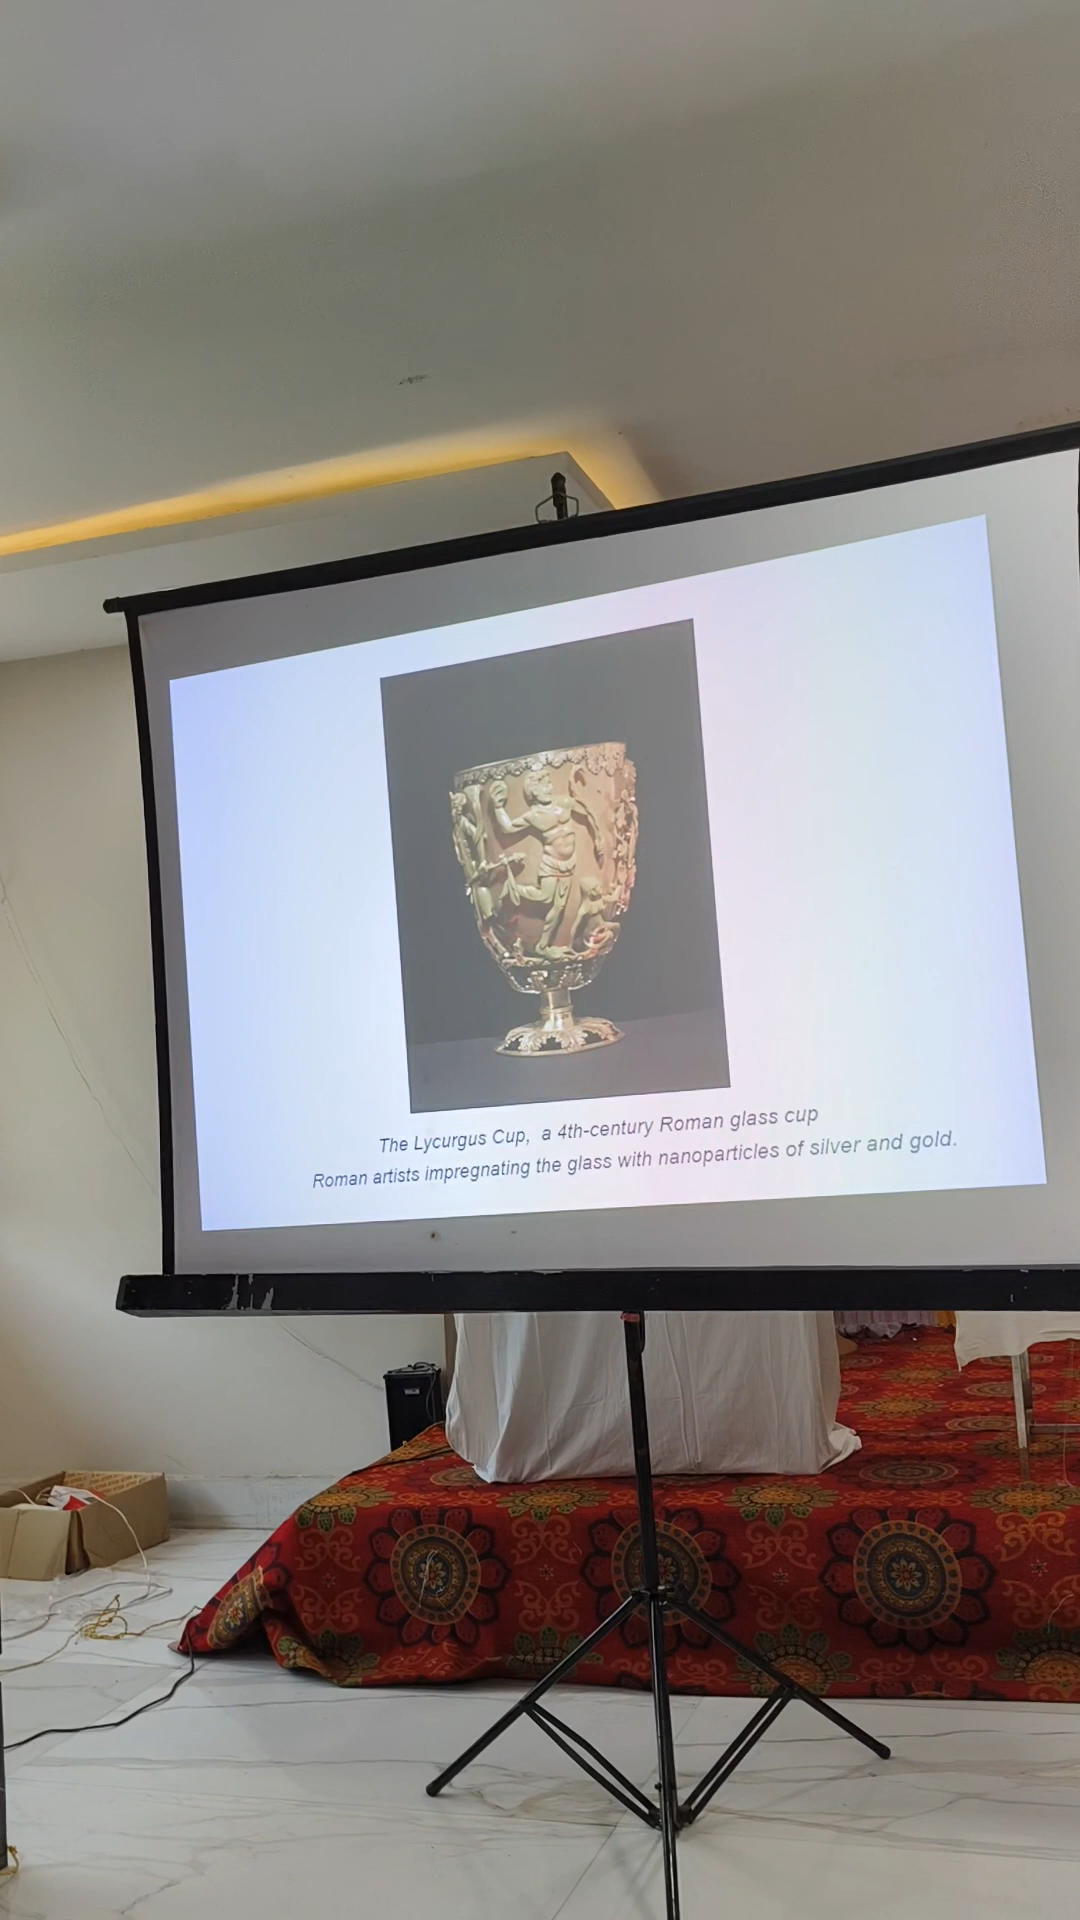 The Lycurgus Cup, a 4th-century Roman glass cup
Roman artists impregnating the glass with nanoparticles of silver and gold.